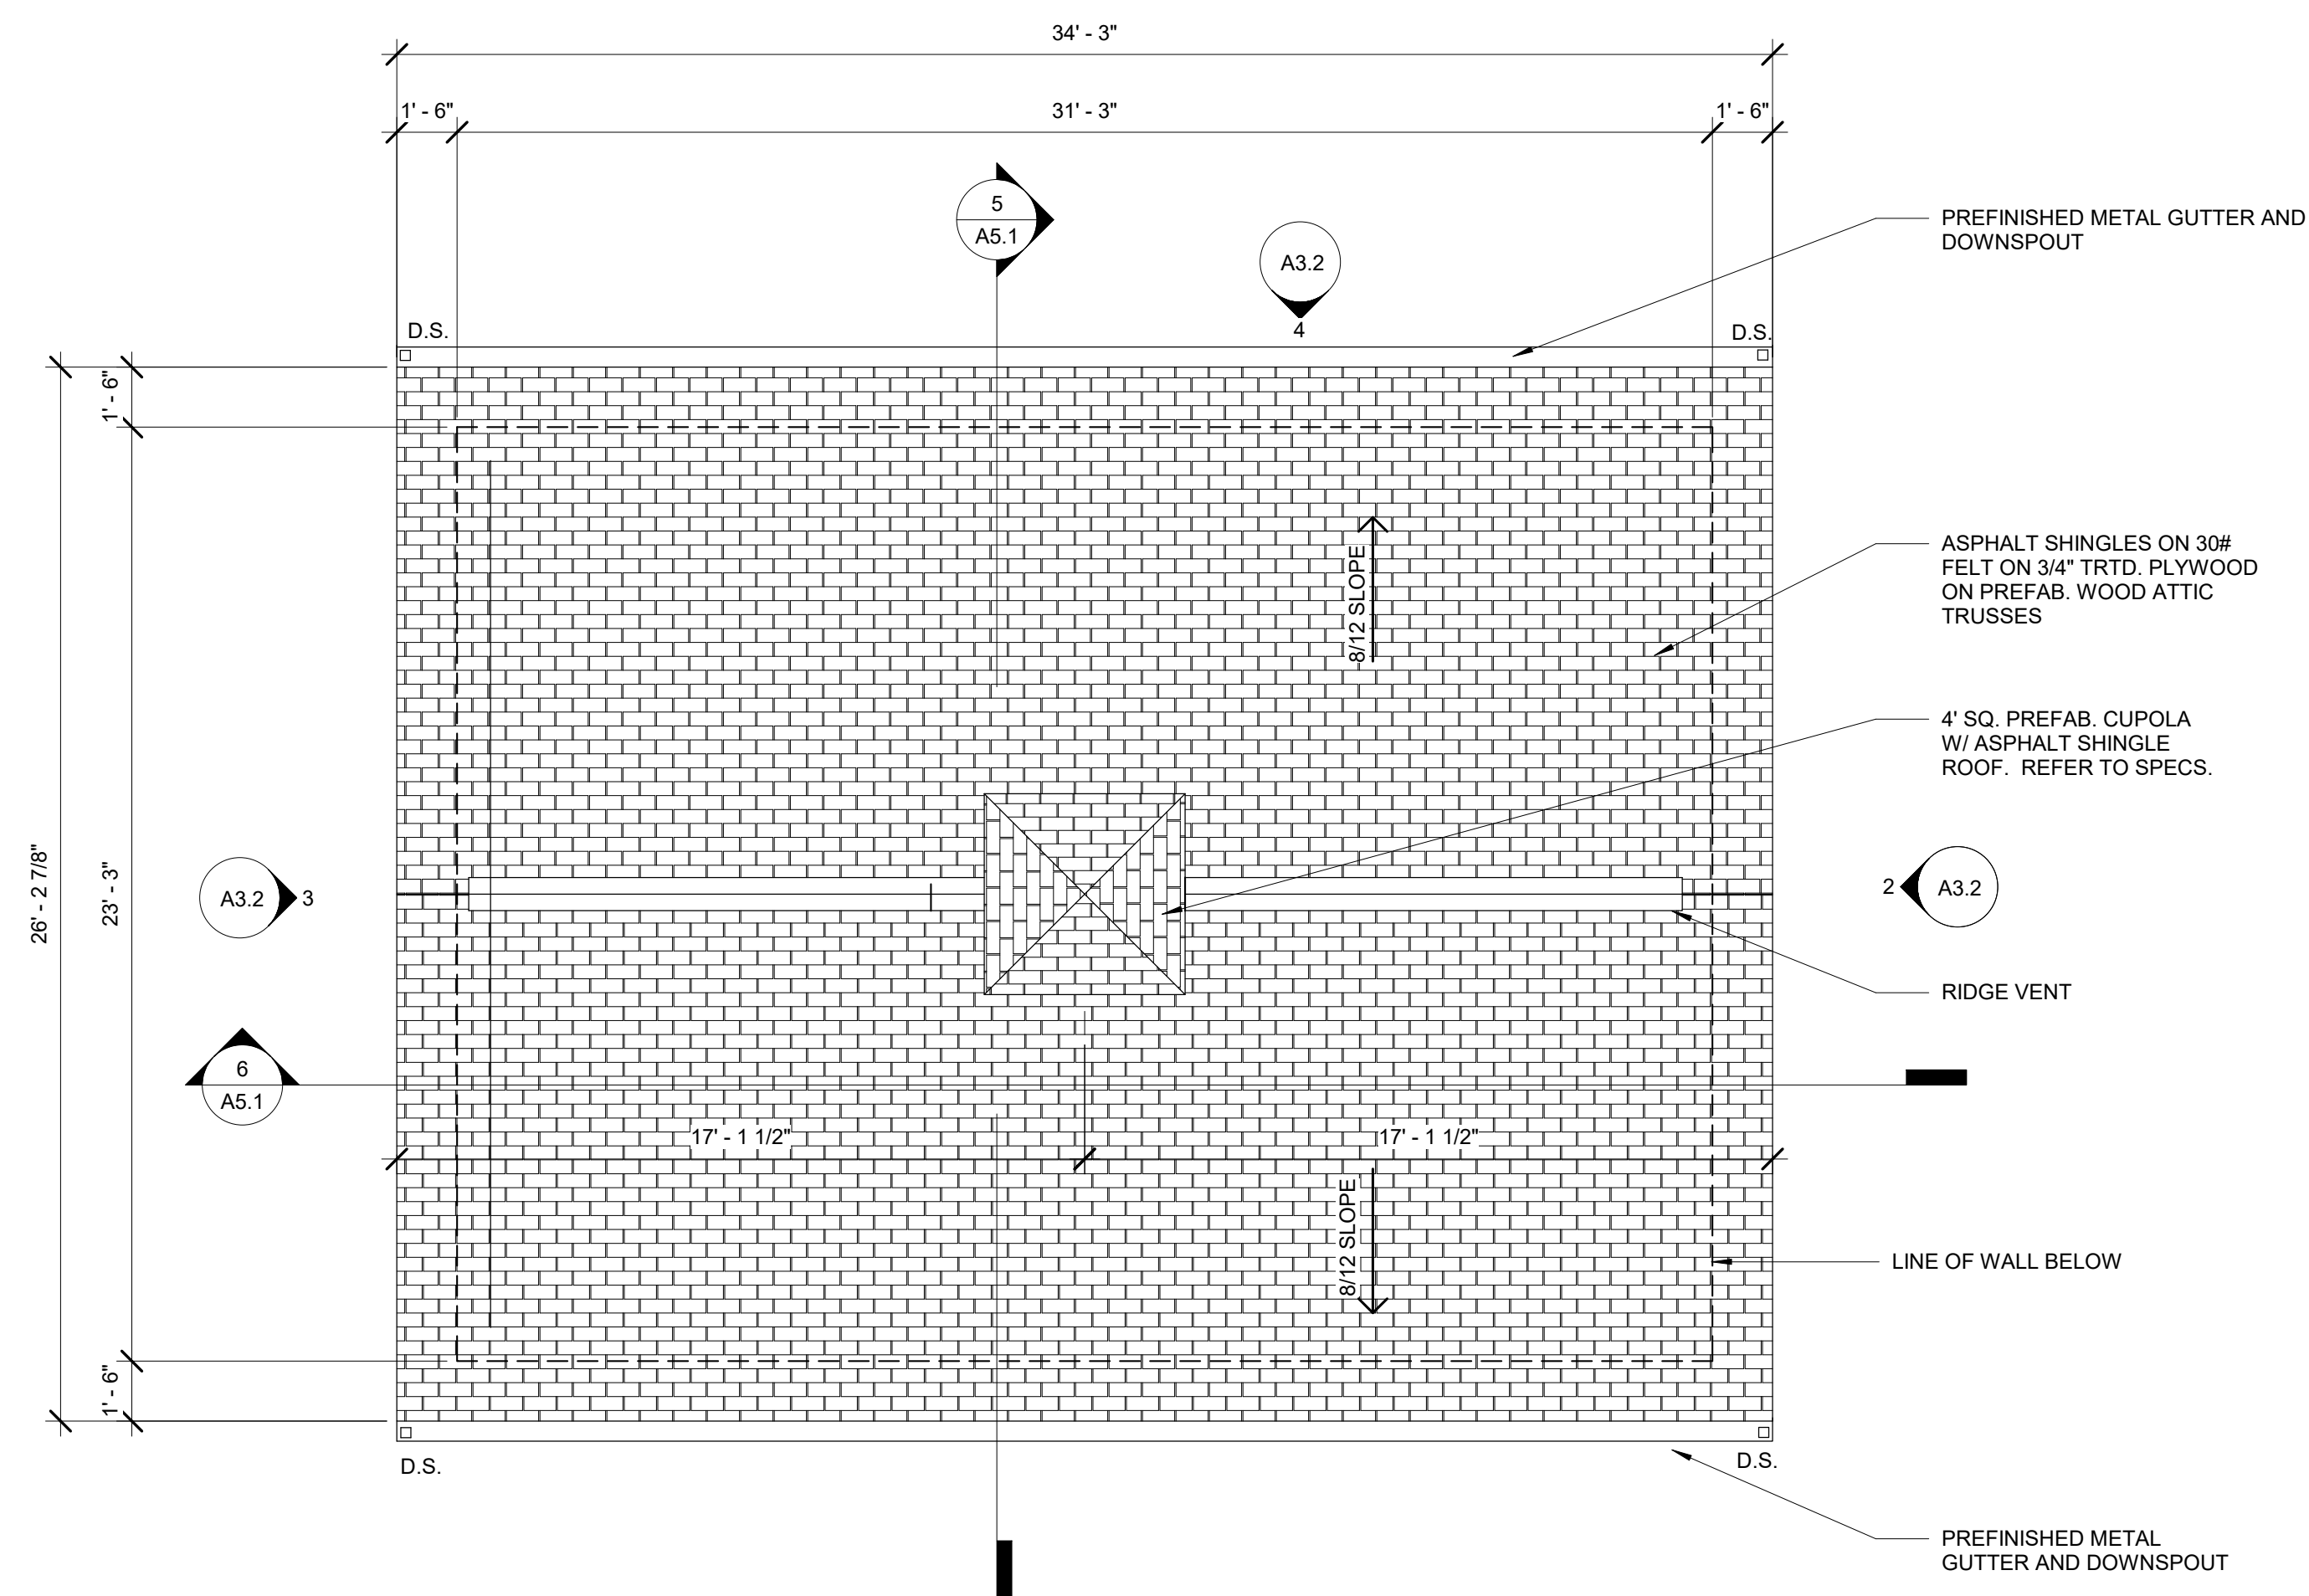 34' - 3"
1' - 6"
31' - 3"
1' - 6"
5
A5.1
A3.2
4
PREFINISHED METAL GUTTER AND
DOWNSPOUT
D.S.
D.S.
1' - 6"
8/12 SLOPE
ASPHALT SHINGLES ON 30#
FELT ON 3/4" TRTD. PLYWOOD
ON PREFAB. WOOD ATTIC
TRUSSES
4' SQ. PREFAB. CUPOLA
W/ ASPHALT SHINGLE
ROOF.  REFER TO SPECS.
26' - 2 7/8"
23' - 3"
A3.2
3
2
A3.2
RIDGE VENT
6
A5.1
17' - 1 1/2"
17' - 1 1/2"
8/12 SLOPE
LINE OF WALL BELOW
1' - 6"
D.S.
D.S.
PREFINISHED METAL
GUTTER AND DOWNSPOUT